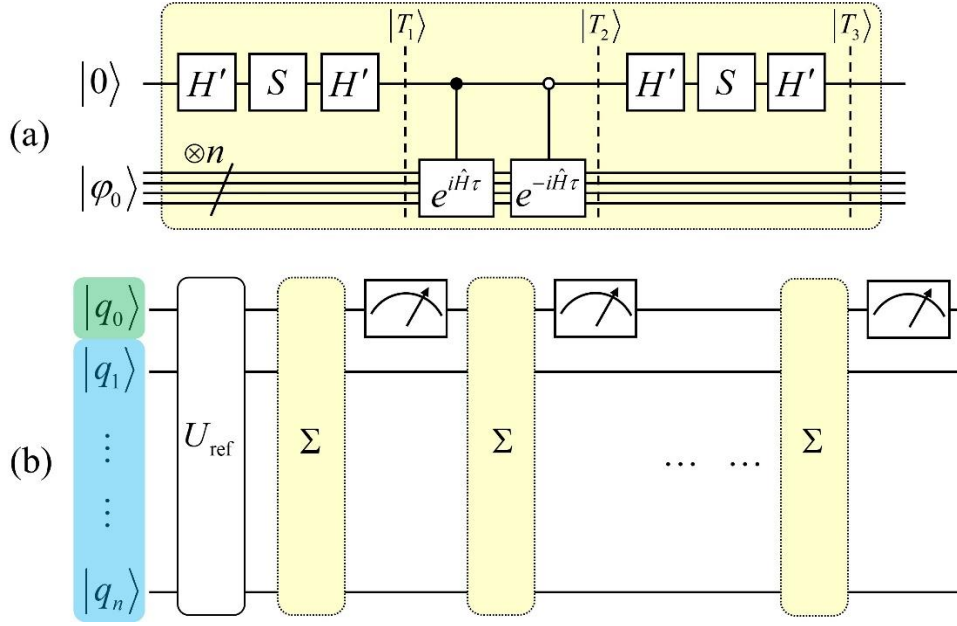 |T₁⟩ |T₂⟩ |T₃⟩
|0⟩ H′ S H′ H′ S H′
(a)
⊗n
|φ₀⟩ e^{iĤτ} e^{-iĤτ}
|q₀⟩
|q₁⟩
(b) ⋮ U_ref Σ Σ … … Σ
⋮
|qₙ⟩